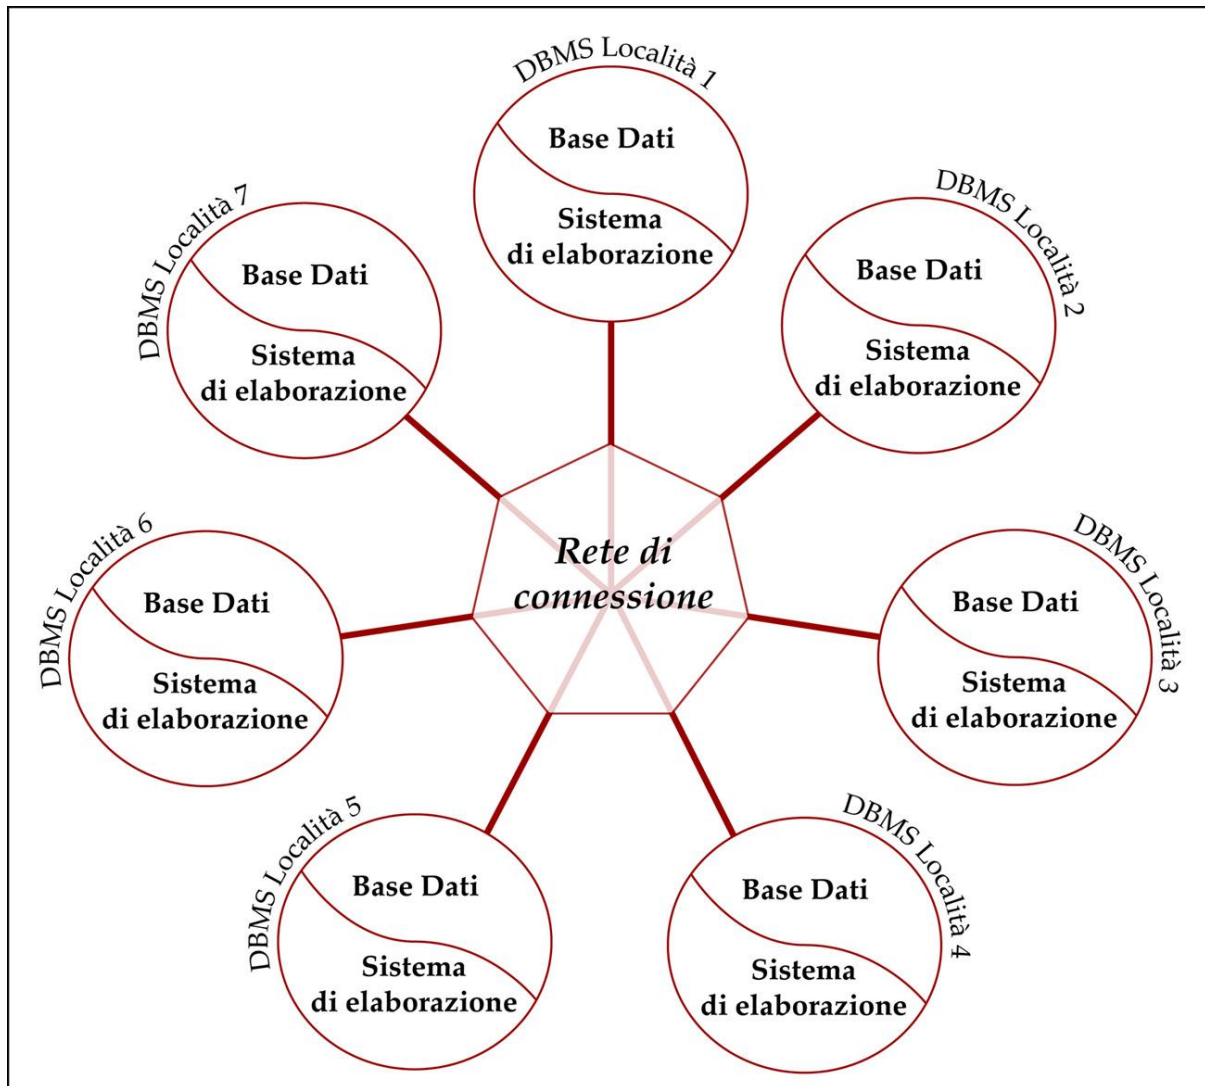 DBMS Località 1
Base Dati
Sistema
di elaborazione
DBMS Località 2
Base Dati
Sistema
di elaborazione
DBMS Località 3
Base Dati
Sistema
di elaborazione
DBMS Località 4
Base Dati
Sistema
di elaborazione
DBMS Località 5
Base Dati
Sistema
di elaborazione
DBMS Località 6
Base Dati
Sistema
di elaborazione
DBMS Località 7
Base Dati
Sistema
di elaborazione
Rete di
connessione